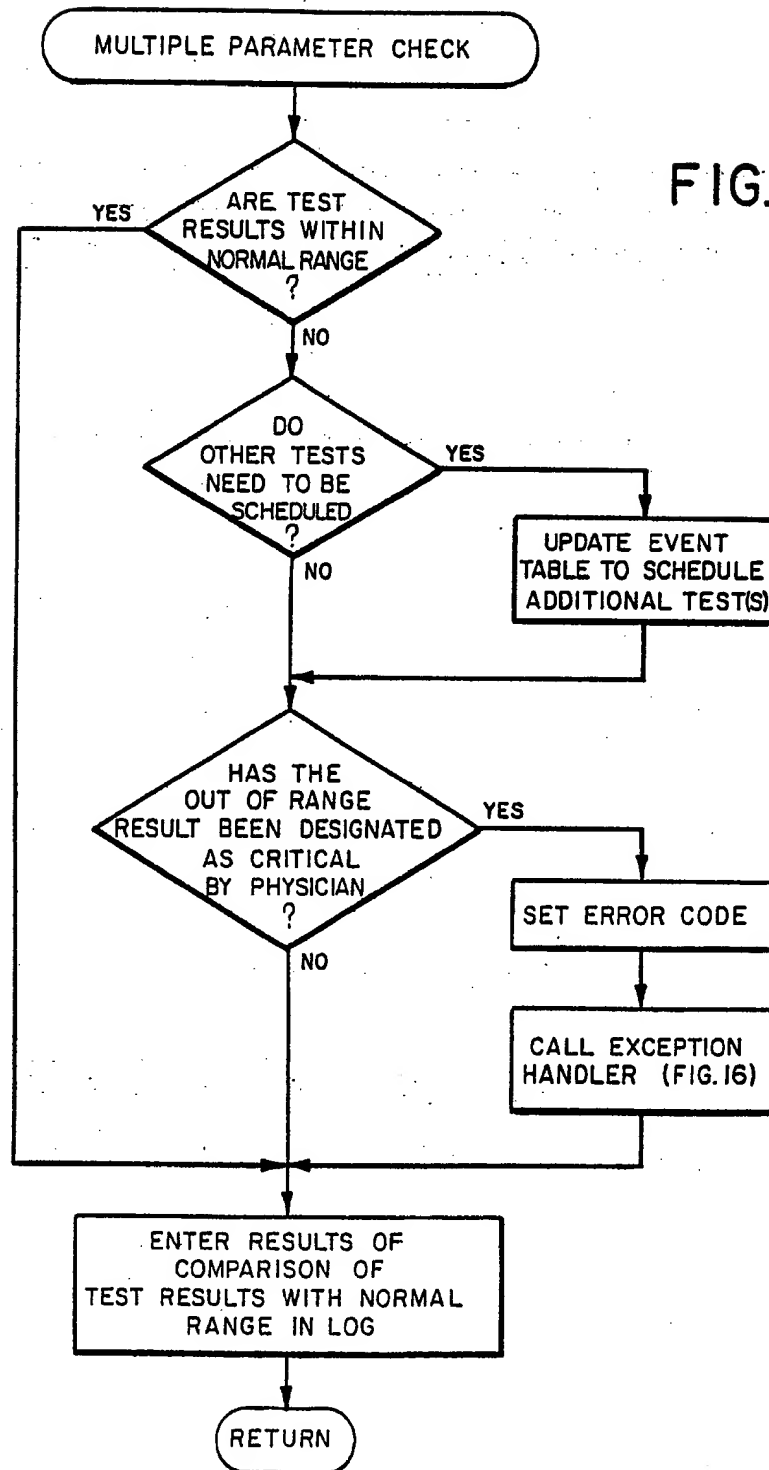 MULTIPLE PARAMETER CHECK
FIG.
ARE TEST
RESULTS WITHIN
NORMAL RANGE
?
YES
NO
DO
OTHER TESTS
NEED TO BE
SCHEDULED
?
YES
NO
UPDATE EVENT
TABLE TO SCHEDULE
ADDITIONAL TEST(S)
HAS THE
OUT OF RANGE
RESULT BEEN DESIGNATED
AS CRITICAL
BY PHYSICIAN
?
YES
NO
SET ERROR CODE
CALL EXCEPTION
HANDLER (FIG.16)
ENTER RESULTS OF
COMPARISON OF
TEST RESULTS WITH NORMAL
RANGE IN LOG
RETURN